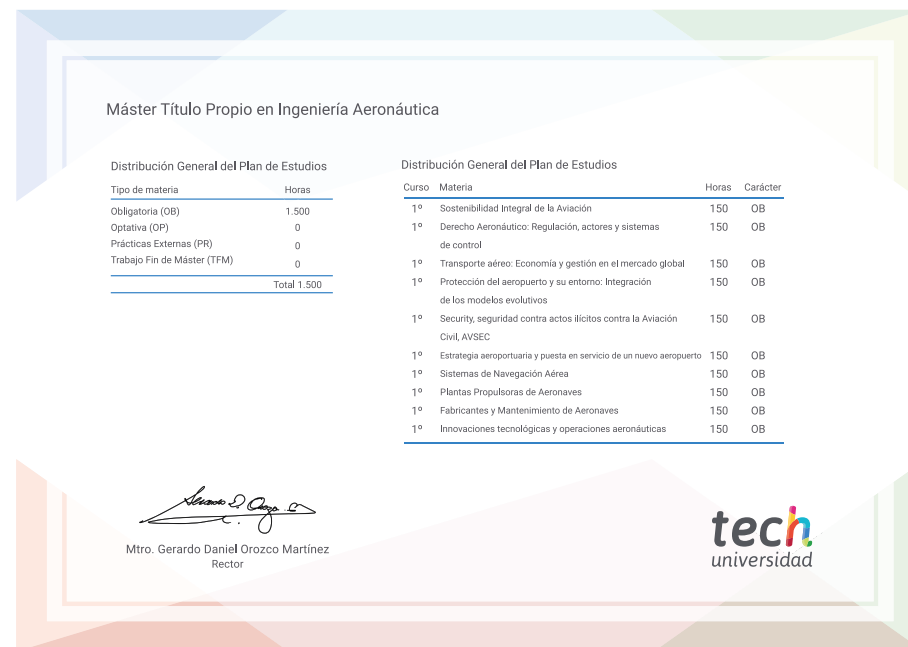 Máster Título Propio en Ingeniería Aeronáutica
Distribución General del Plan de Estudios
Tipo de materia Horas
Obligatoria (OB) 1.500
Optativa (OP) 0
Prácticas Externas (PR) 0
Trabajo Fin de Máster (TFM) 0
Total 1.500
Distribución General del Plan de Estudios
Curso Materia Horas Carácter
1º Sostenibilidad Integral de la Aviación 150 OB
1º Derecho Aeronáutico: Regulación, actores y sistemas 150 OB
de control
1º Transporte aéreo: Economía y gestión en el mercado global 150 OB
1º Protección del aeropuerto y su entorno: Integración 150 OB
de los modelos evolutivos
1º Security, seguridad contra actos ilícitos contra la Aviación 150 OB
Civil, AVSEC
1º Estrategia aeroportuaria y puesta en servicio de un nuevo aeropuerto 150 OB
1º Sistemas de Navegación Aérea 150 OB
1º Plantas Propulsoras de Aeronaves 150 OB
1º Fabricantes y Mantenimiento de Aeronaves 150 OB
1º Innovaciones tecnológicas y operaciones aeronáuticas 150 OB
Mtro. Gerardo Daniel Orozco Martínez
Rector
tech
universidad